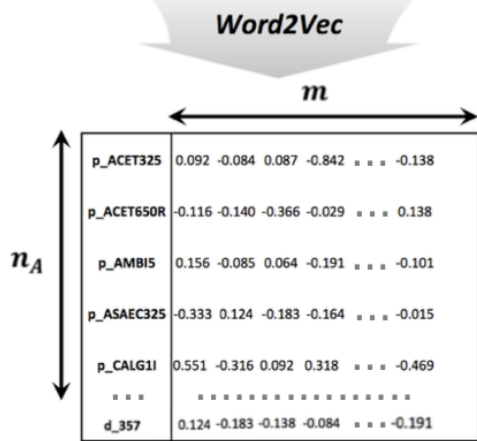 Word2Vec
m
n_A
p_ACET325 0.092 -0.084 0.087 -0.842 ... -0.138
p_ACET650R -0.116 -0.140 -0.366 -0.029 ... 0.138
p_AMBI5 0.156 -0.085 0.064 -0.191 ... -0.101
p_ASAEC325 -0.333 0.124 -0.183 -0.164 ... -0.015
p_CALG1I 0.551 -0.316 0.092 0.318 ... -0.469
... ...............
d_357 0.124 -0.183 -0.138 -0.084 ... -0.191